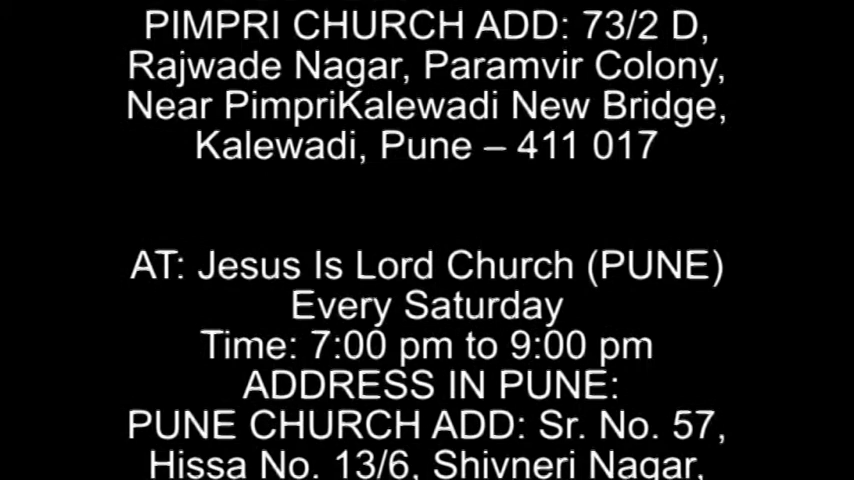 PIMPRI CHURCH ADD: 73/2 D,
Rajwade Nagar, Paramvir Colony,
Near PimpriKalewadi New Bridge,
Kalewadi, Pune – 411 017
AT: Jesus Is Lord Church (PUNE)
Every Saturday
Time: 7:00 pm to 9:00 pm
ADDRESS IN PUNE:
PUNE CHURCH ADD: Sr. No. 57,
Hissa No. 13/6, Shivneri Nagar,